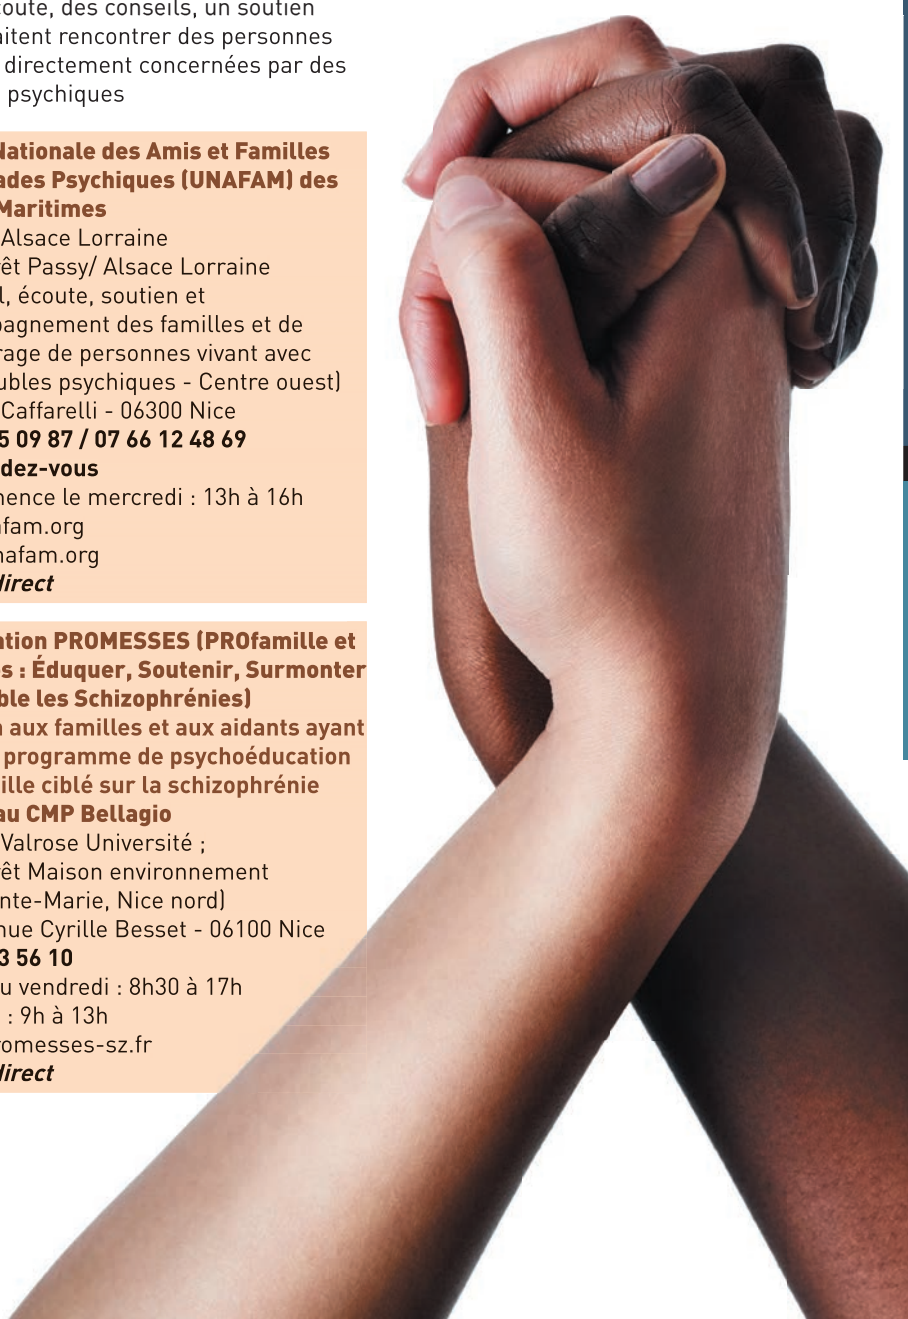 coute, des conseils, un soutien
aitent rencontrer des personnes
directement concernées par des
psychiques
Nationale des Amis et Familles
ades Psychiques (UNAFAM) des
Maritimes
Alsace Lorraine
rêt Passy/ Alsace Lorraine
l, écoute, soutien et
pagnement des familles et de
rage de personnes vivant avec
ubles psychiques - Centre ouest)
Caffarelli - 06300 Nice
5 09 87 / 07 66 12 48 69
dez-vous
nence le mercredi : 13h à 16h
afam.org
nafam.org
direct
ation PROMESSES (PROfamille et
s : Éduquer, Soutenir, Surmonter
ble les Schizophrénies)
n aux familles et aux aidants ayant
programme de psychoéducation
ille ciblé sur la schizophrénie
au CMP Bellagio
Valrose Université ;
rêt Maison environnement
nte-Marie, Nice nord)
nue Cyrille Besset - 06100 Nice
3 56 10
u vendredi : 8h30 à 17h
: 9h à 13h
romesses-sz.fr
direct